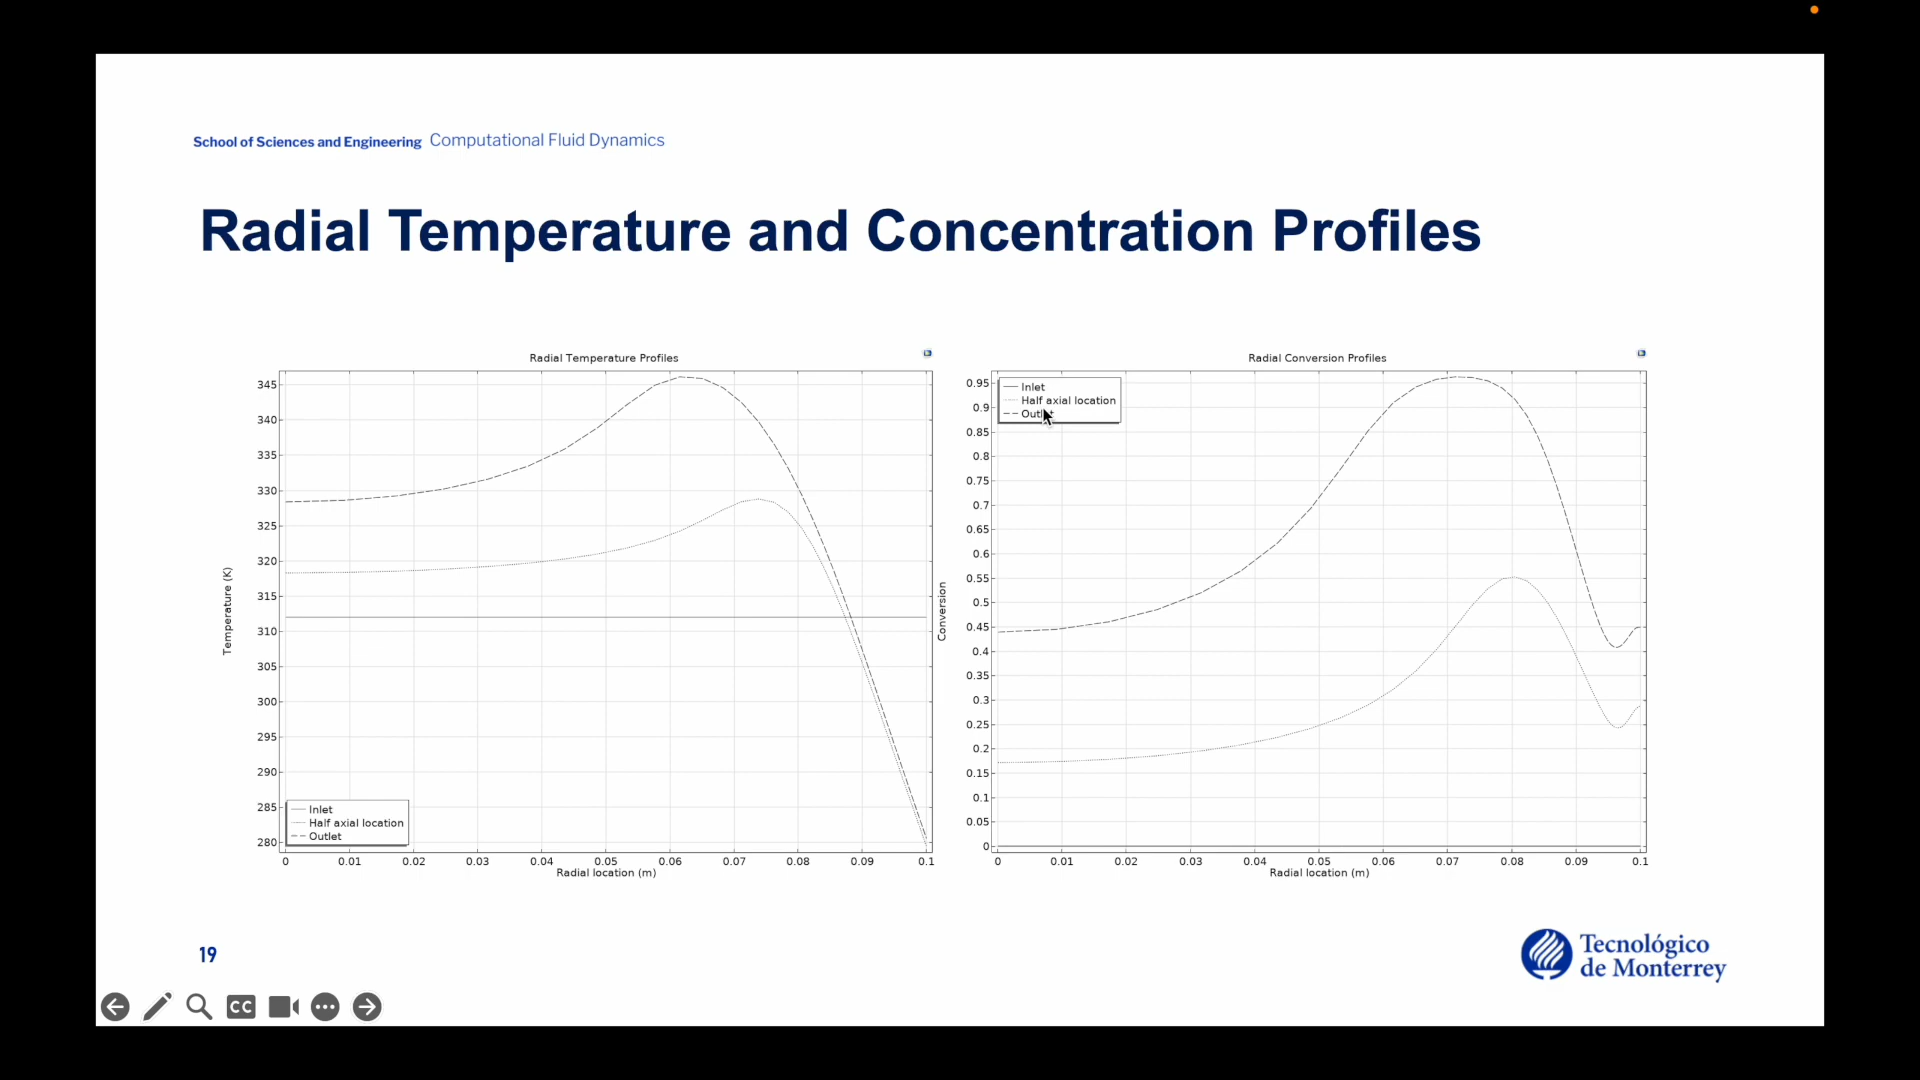 School of Sciences and Engineering Computational Fluid Dynamics
Radial Temperature and Concentration Profiles
Radial Temperature Profiles
345
340
335
330
325
320
315
310
305
300
295
290
285
280
Temperature (K)
Inlet
Half axial location
Outlet
0 0.01 0.02 0.03 0.04 0.05 0.06 0.07 0.08 0.09 0.1
Radial location (m)
Radial Conversion Profiles
0.95
0.9
0.85
0.8
0.75
0.7
0.65
0.6
0.55
0.5
0.45
0.4
0.35
0.3
0.25
0.2
0.15
0.1
0.05
0
Conversion
Inlet
Half axial location
Outlet
0 0.01 0.02 0.03 0.04 0.05 0.06 0.07 0.08 0.09 0.1
Radial location (m)
19
Tecnológico
de Monterrey
CC